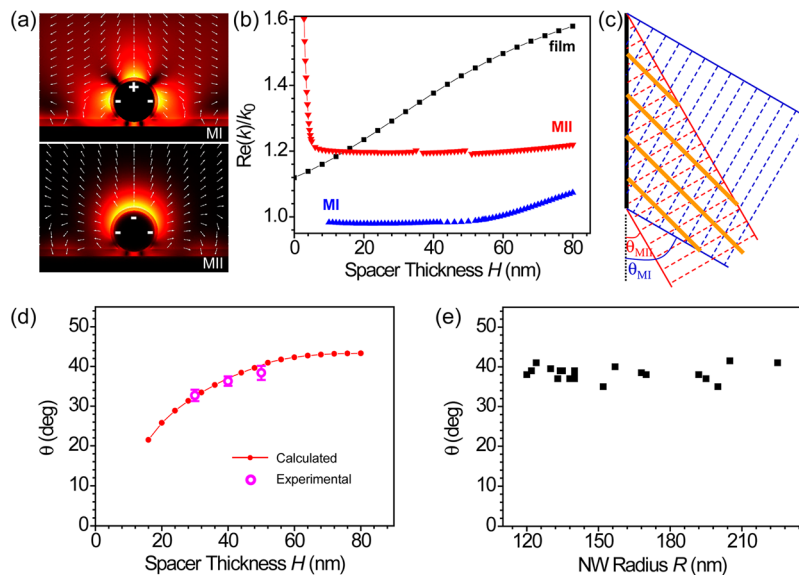 (a)
+
- -
MI
-
- -
MII
(b)
Re(k)/k0
1.6
1.4
1.2
1.0
film
MII
MI
0 20 40 60 80
Spacer Thickness H (nm)
(c)
θMII
θMI
(d)
θ (deg)
50
40
30
20
10
0
Calculated
Experimental
0 20 40 60 80
Spacer Thickness H (nm)
(e)
θ (deg)
50
40
30
20
10
0
120 150 180 210
NW Radius R (nm)